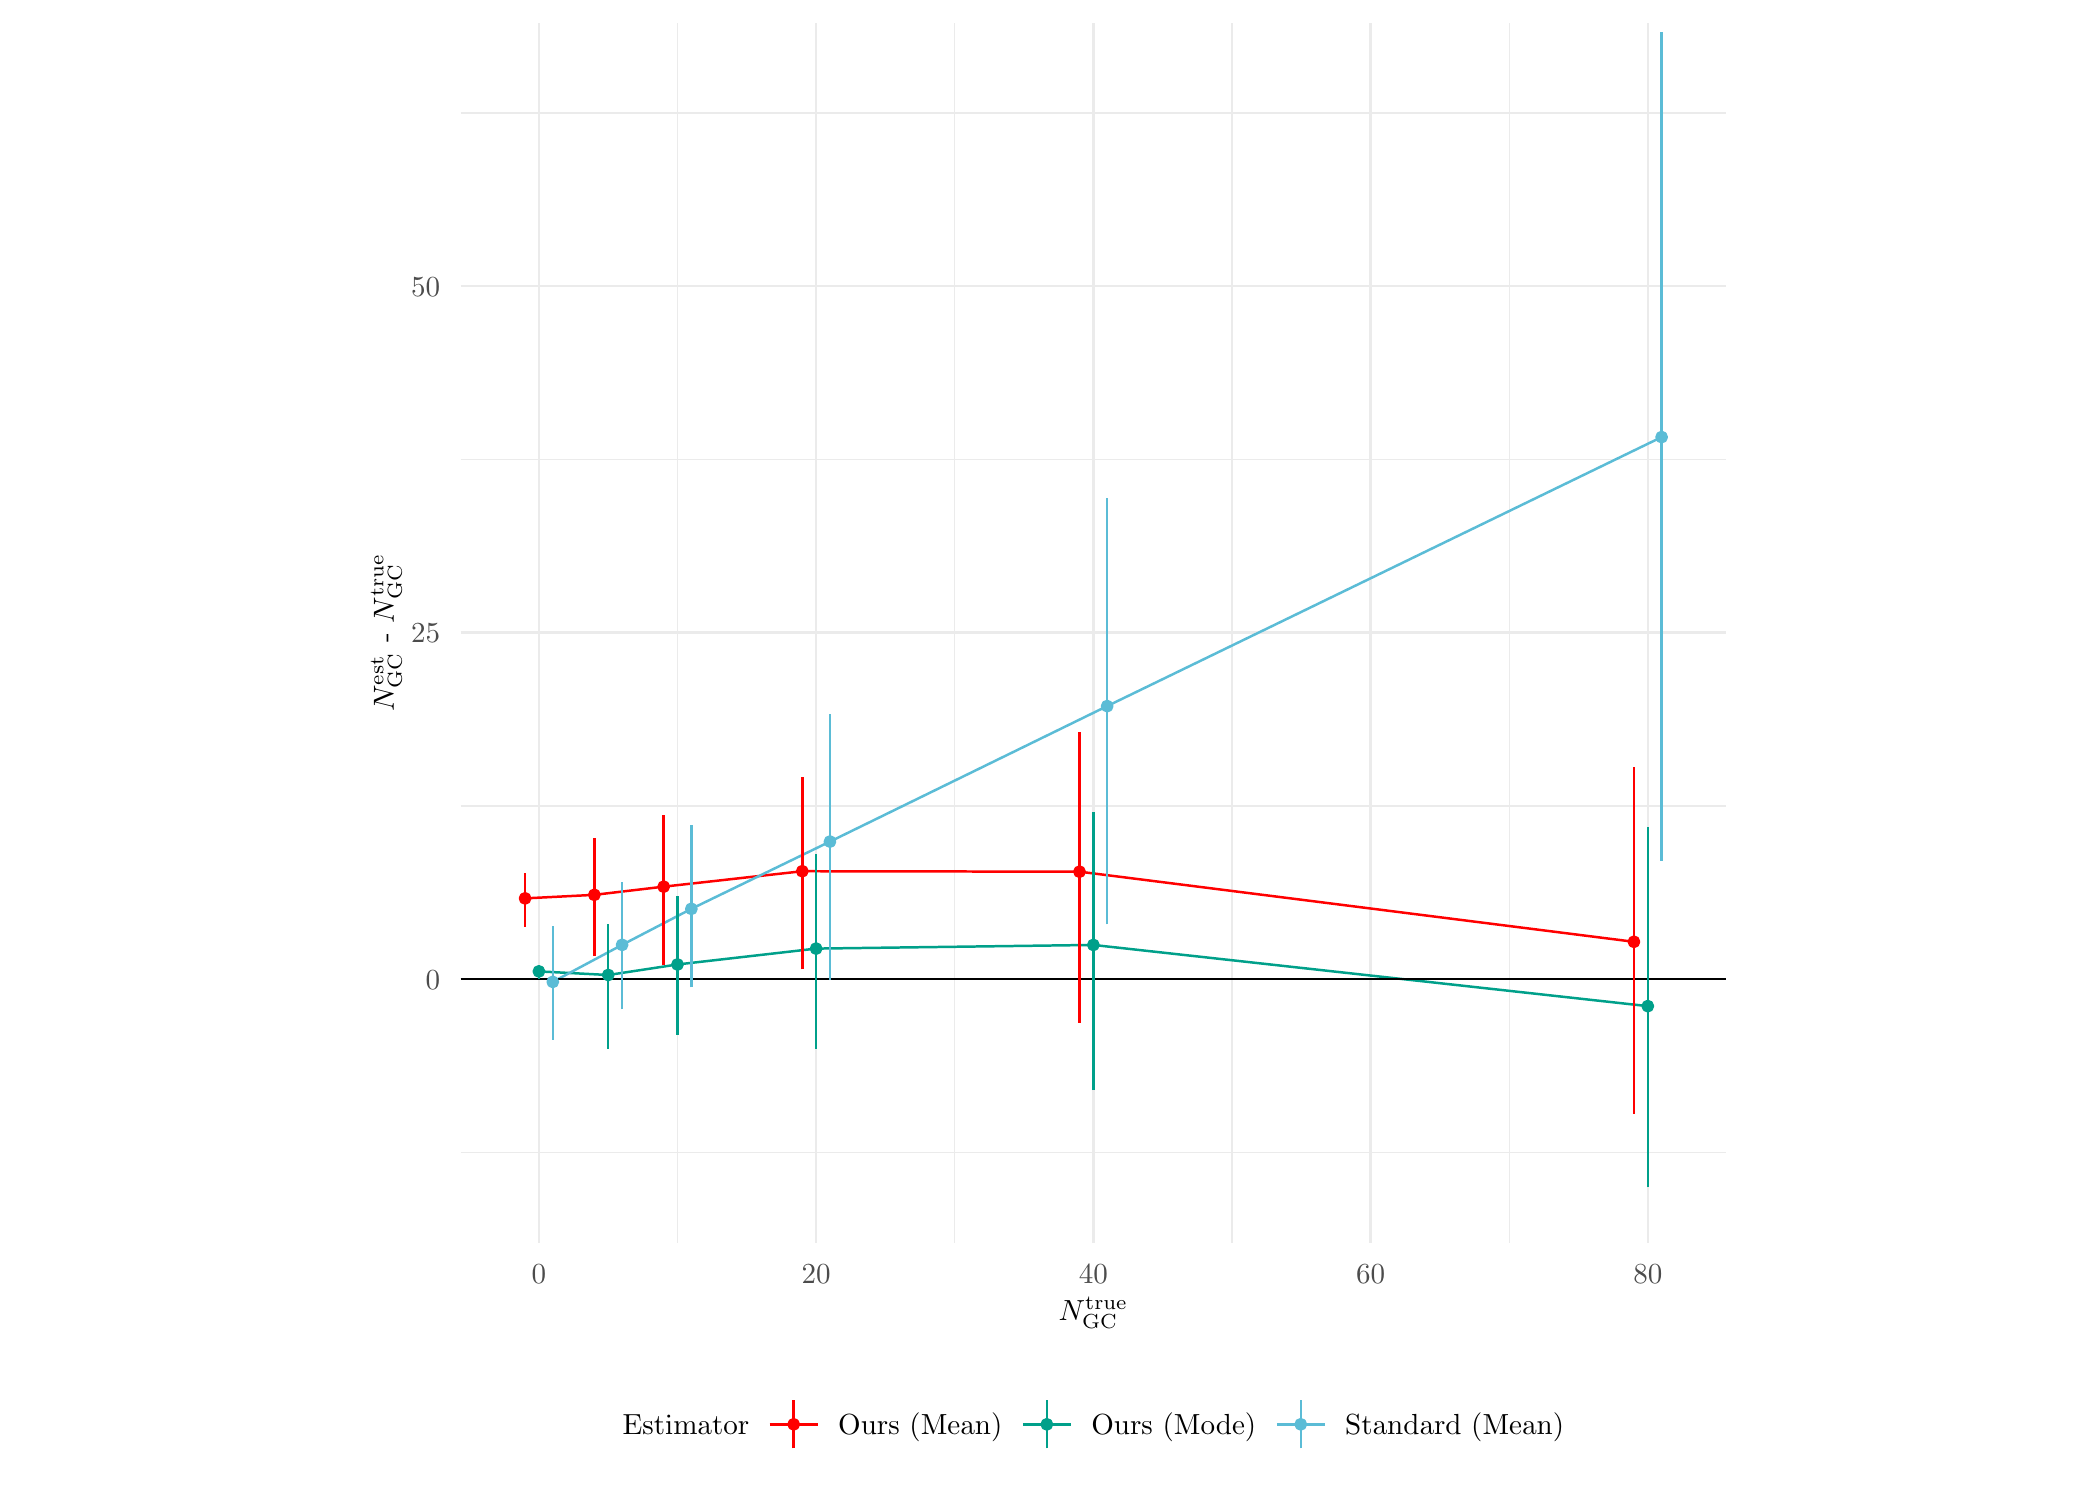 50
25
0
N_GC^est - N_GC^true
0 20 40 60 80
N_GC^true
Estimator Ours (Mean) Ours (Mode) Standard (Mean)